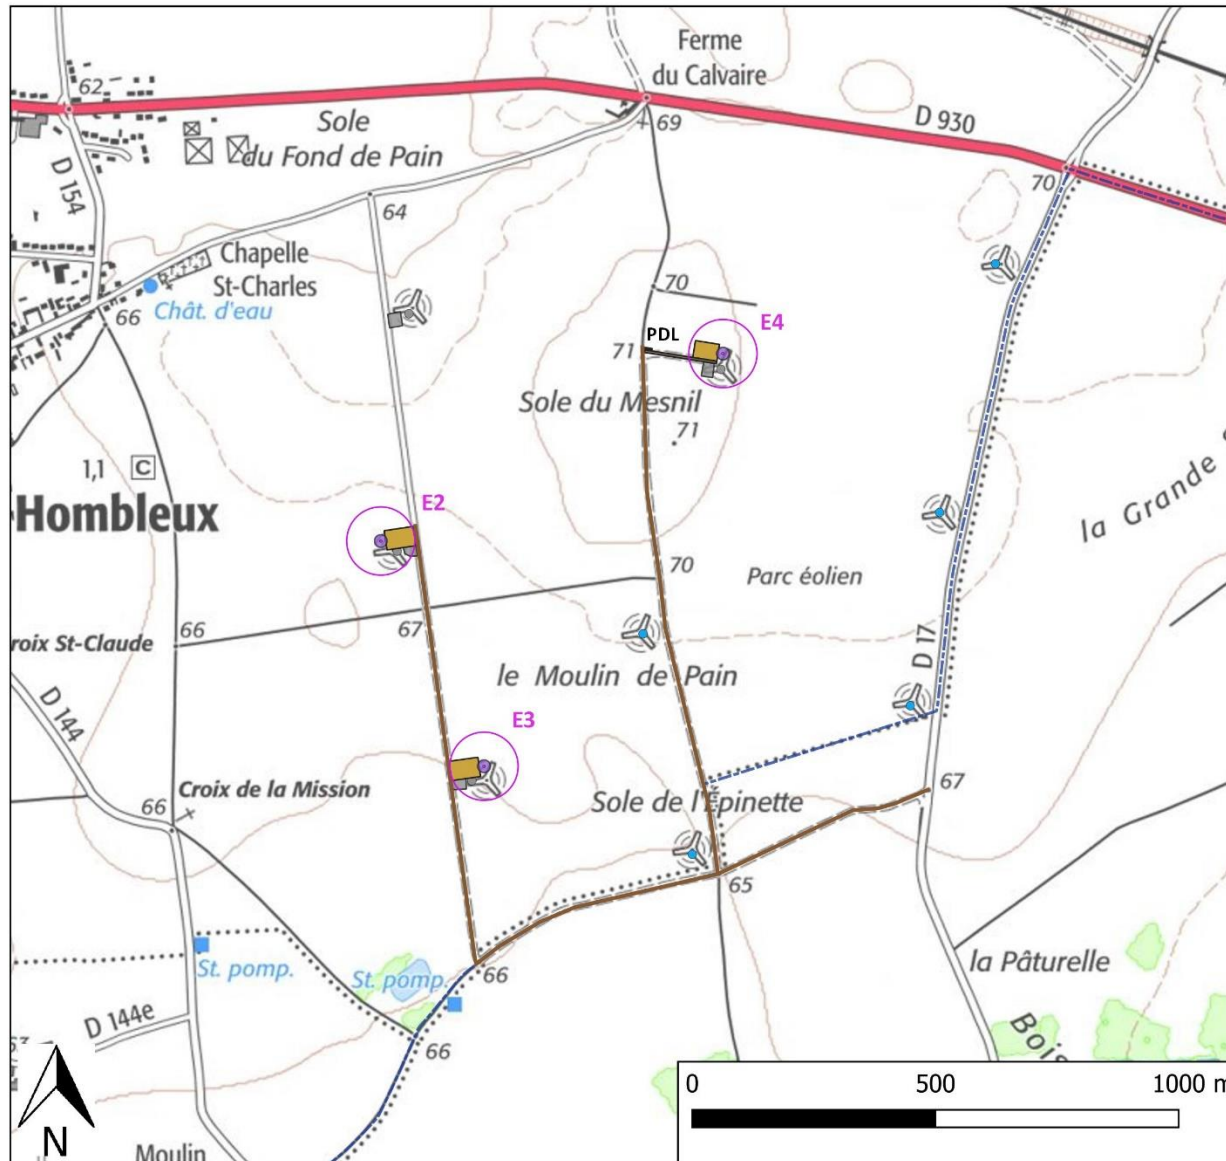 Ferme
du Calvaire
62
Sole
du Fond de Pain
69
D 930
D 154
70
64
Chapelle
St-Charles
Chât. d'eau
66
70
E4
PDL
71
Sole du Mesnil
71
1,1
C
E2
Hombleux
la Grande
70
Parc éolien
66
67
roix St-Claude
D 17
le Moulin de Pain
D 144
E3
Croix de la Mission
Sole de l'Epinette
67
66
65
St. pomp.
St. pomp.
66
la Pâturelle
D 144e
66
Bois
0 500 1000 m
N
Moulin